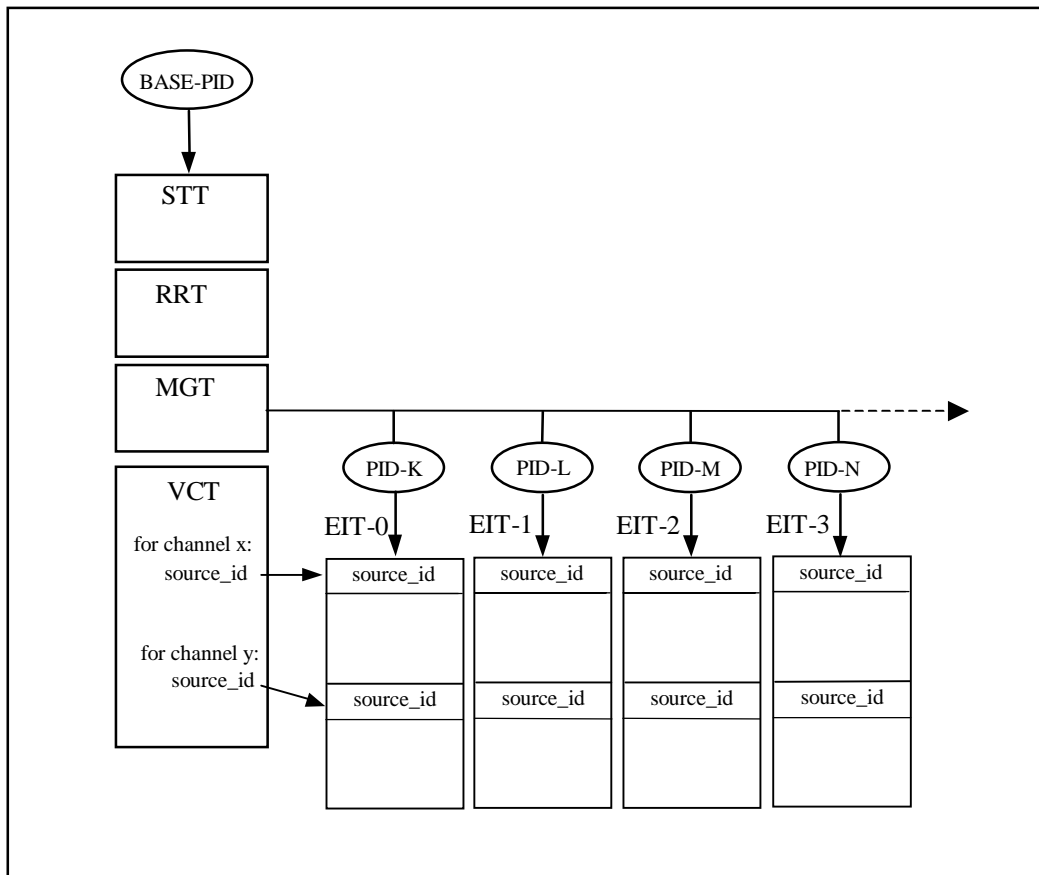 BASE-PID
STT
RRT
MGT
PID-K
PID-L
PID-M
PID-N
VCT
EIT-0
EIT-1
EIT-2
EIT-3
for channel x:
source_id
source_id
source_id
source_id
source_id
for channel y:
source_id
source_id
source_id
source_id
source_id